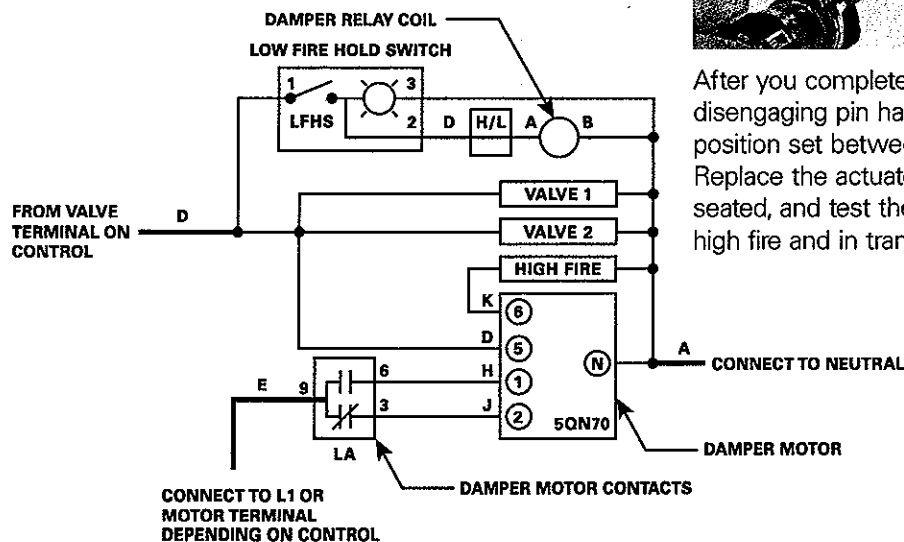 DAMPER RELAY COIL
LOW FIRE HOLD SWITCH
1 3
LFHS
2 D H/L A B
VALVE 1
FROM VALVE
TERMINAL ON
CONTROL
D
VALVE 2
HIGH FIRE
K 6
D 5
N
A CONNECT TO NEUTRAL
E 9 6 H 1
3 J 2
5QN70
LA
DAMPER MOTOR
DAMPER MOTOR CONTACTS
CONNECT TO L1 OR
MOTOR TERMINAL
DEPENDING ON CONTROL
After you complete
disengaging pin ha
position set betwee
Replace the actuat
seated, and test the
high fire and in tran